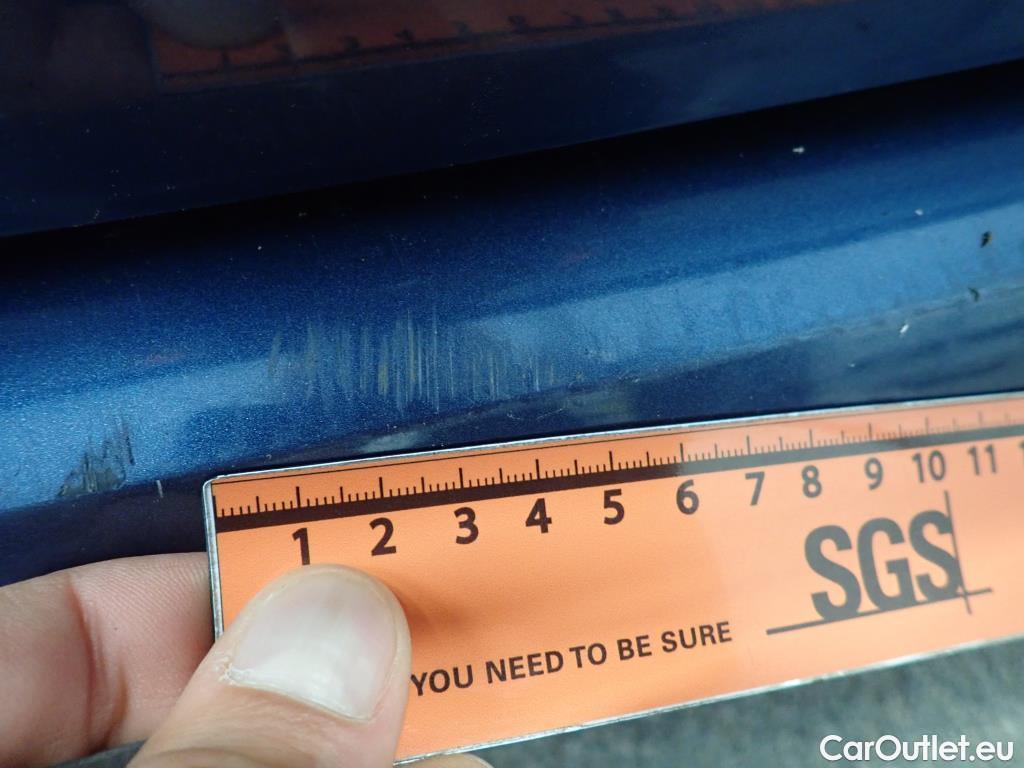 1 2 3 4 5 6 7 8 9 10 11
SGS
YOU NEED TO BE SURE
CarOutlet.eu